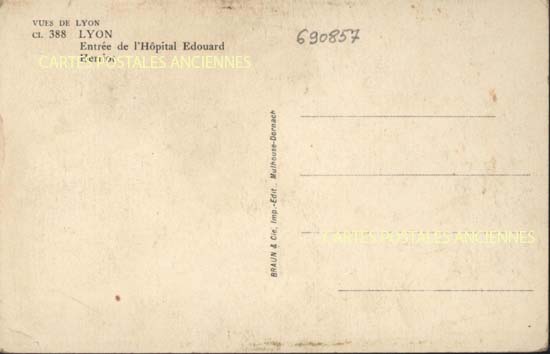 VUES DE LYON
CL. 388 LYON
Entrée de l'Hôpital Edouard
Herriot
CARTES POSTALES ANCIENNES
690857
BRAUN & Cie, Imp.-Edit. Mulhouse-Dornach
CARTES POSTALES ANCIENNES